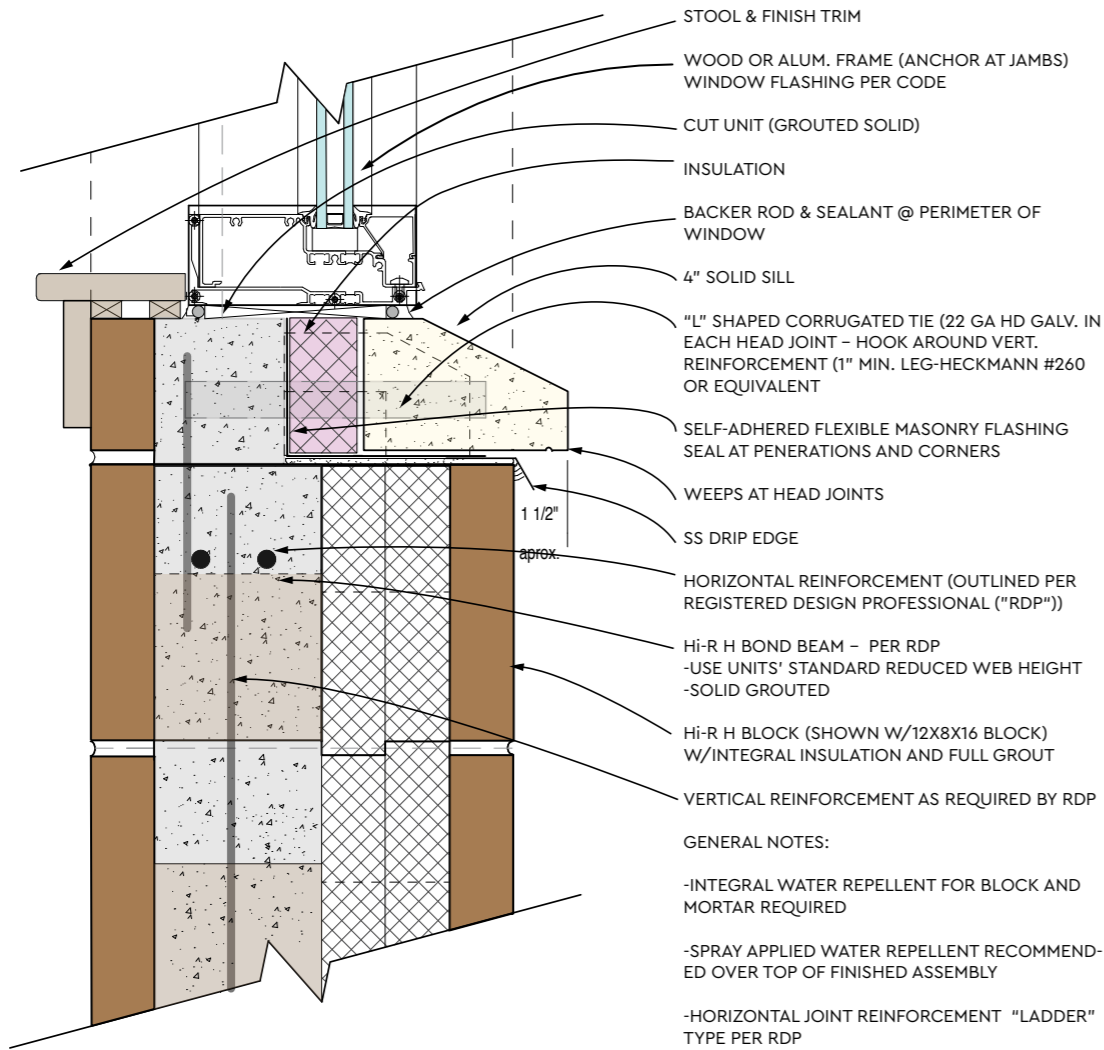 STOOL & FINISH TRIM
WOOD OR ALUM. FRAME (ANCHOR AT JAMBS)
WINDOW FLASHING PER CODE
CUT UNIT (GROUTED SOLID)
INSULATION
BACKER ROD & SEALANT @ PERIMETER OF
WINDOW
4" SOLID SILL
"L" SHAPED CORRUGATED TIE (22 GA HD GALV. IN
EACH HEAD JOINT – HOOK AROUND VERT.
REINFORCEMENT (1" MIN. LEG-HECKMANN #260
OR EQUIVALENT
SELF-ADHERED FLEXIBLE MASONRY FLASHING
SEAL AT PENERATIONS AND CORNERS
WEEPS AT HEAD JOINTS
1 1/2"
aprox.
SS DRIP EDGE
HORIZONTAL REINFORCEMENT (OUTLINED PER
REGISTERED DESIGN PROFESSIONAL ("RDP"))
Hi-R H BOND BEAM – PER RDP
-USE UNITS' STANDARD REDUCED WEB HEIGHT
-SOLID GROUTED
Hi-R H BLOCK (SHOWN W/12X8X16 BLOCK)
W/INTEGRAL INSULATION AND FULL GROUT
VERTICAL REINFORCEMENT AS REQUIRED BY RDP
GENERAL NOTES:
-INTEGRAL WATER REPELLENT FOR BLOCK AND
MORTAR REQUIRED
-SPRAY APPLIED WATER REPELLENT RECOMMEND-
ED OVER TOP OF FINISHED ASSEMBLY
-HORIZONTAL JOINT REINFORCEMENT "LADDER"
TYPE PER RDP